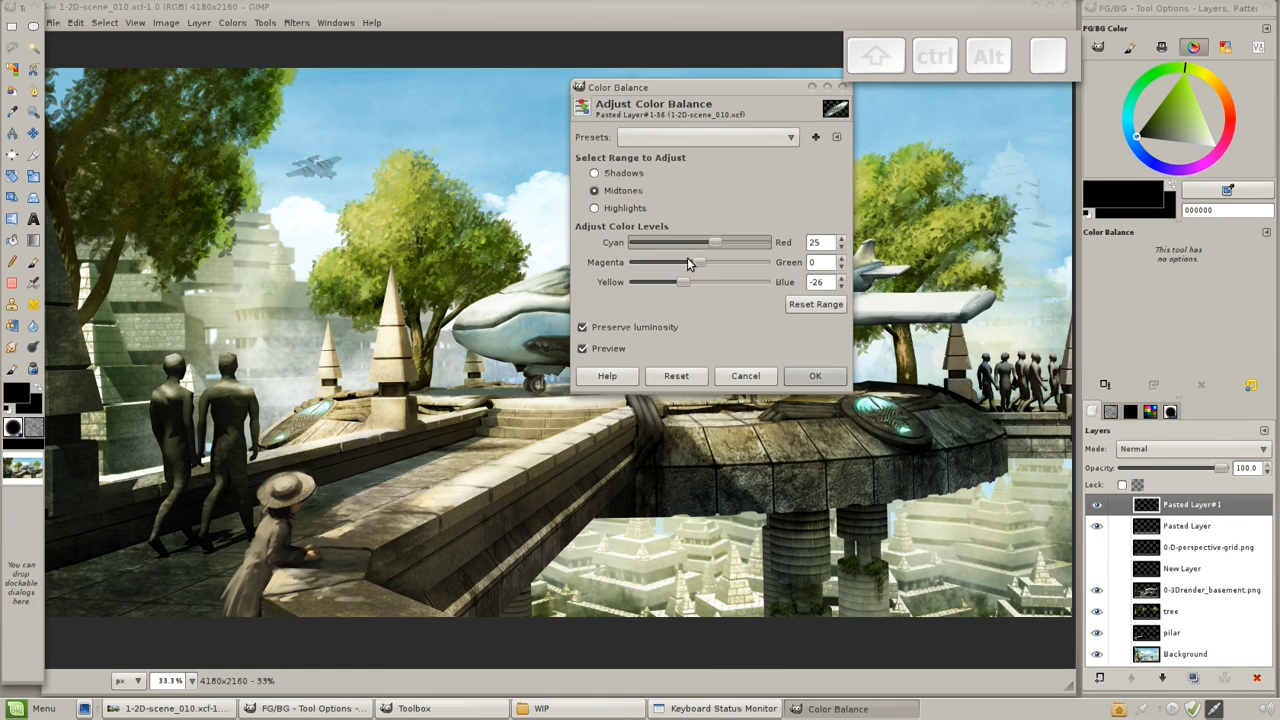 1-2D-scene_010.xcf-1.0 (RGB) 4180x2160 – GIMP
File Edit Select View Image Layer Colors Tools Filters Windows Help
FG/BG - Tool Options - Layers, Patter
FG/BG Color
ctrl
Alt
000000
Color Balance
This tool has
no options.
Color Balance
Adjust Color Balance
Pasted Layer#1-36 (1-2D-scene_010.xcf)
Presets:
Select Range to Adjust
Shadows
Midtones
Highlights
Adjust Color Levels
Cyan Red 25
Magenta Green 0
Yellow Blue -26
Reset Range
Preserve luminosity
Preview
Help Reset Cancel OK
Layers
Mode: Normal
Opacity: 100.0
Lock:
Pasted Layer#1
Pasted Layer
0-D-perspective-grid.png
New Layer
0-3Drender_basement.png
tree
pilar
Background
You can
drop
dockable
dialogs
here
px 33.3% 4180x2160 - 33%
Menu
1-2D-scene_010.xcf-1....
FG/BG - Tool Options -...
Toolbox
WIP
Keyboard Status Monitor
Color Balance